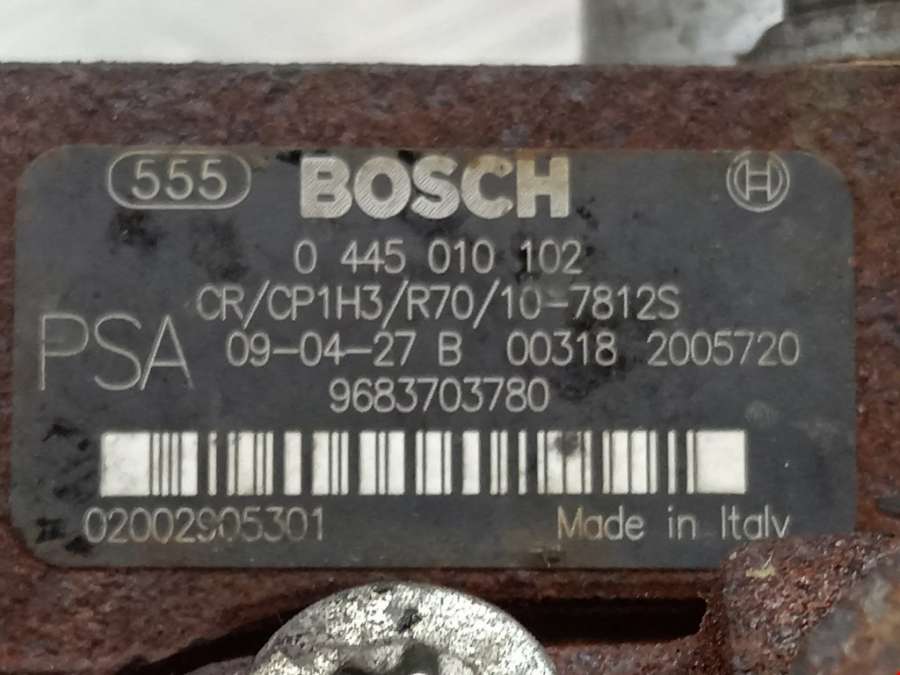 555 BOSCH
0 445 010 102
CR/CP1H3/R70/10-7812S
PSA 09-04-27 B 00318 2005720
9683703780
02002905301 Made in Italy